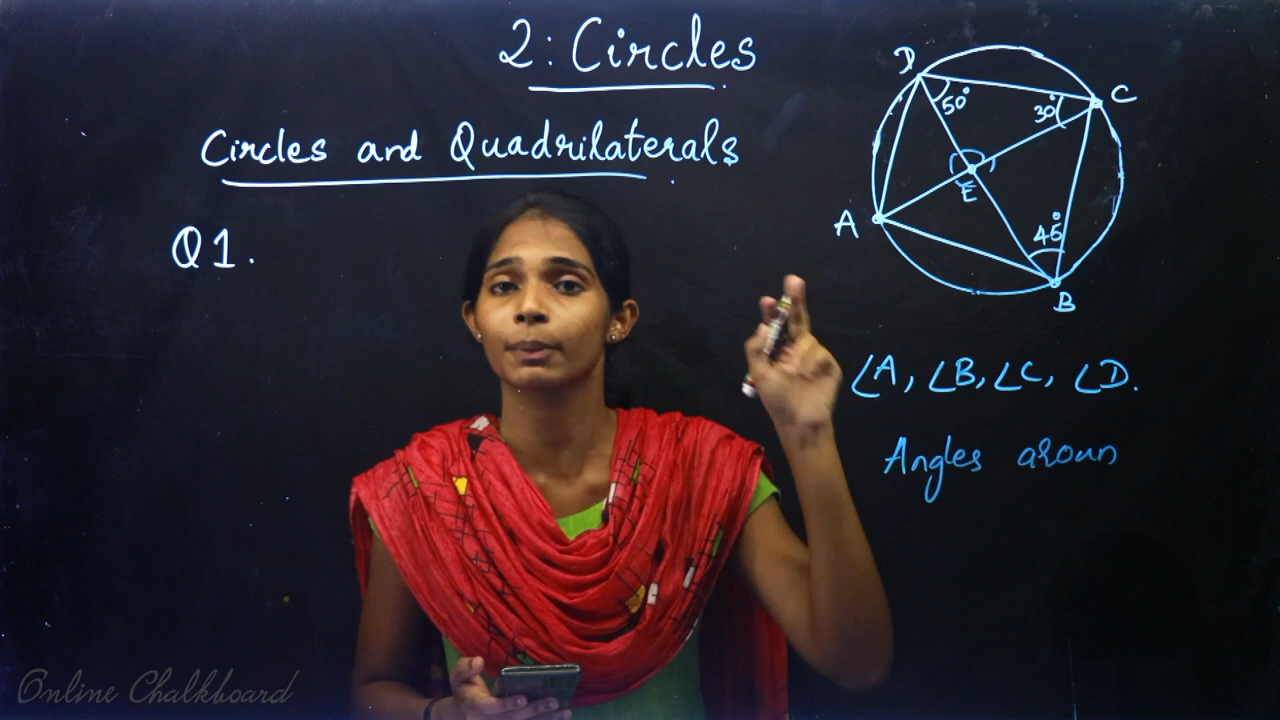 2: Circles
Circles and Quadrilaterals
Q1.
D
C
50°
30°
E
A
45°
B
∠A, ∠B, ∠C, ∠D.
Angles aroun
Online Chalkboard